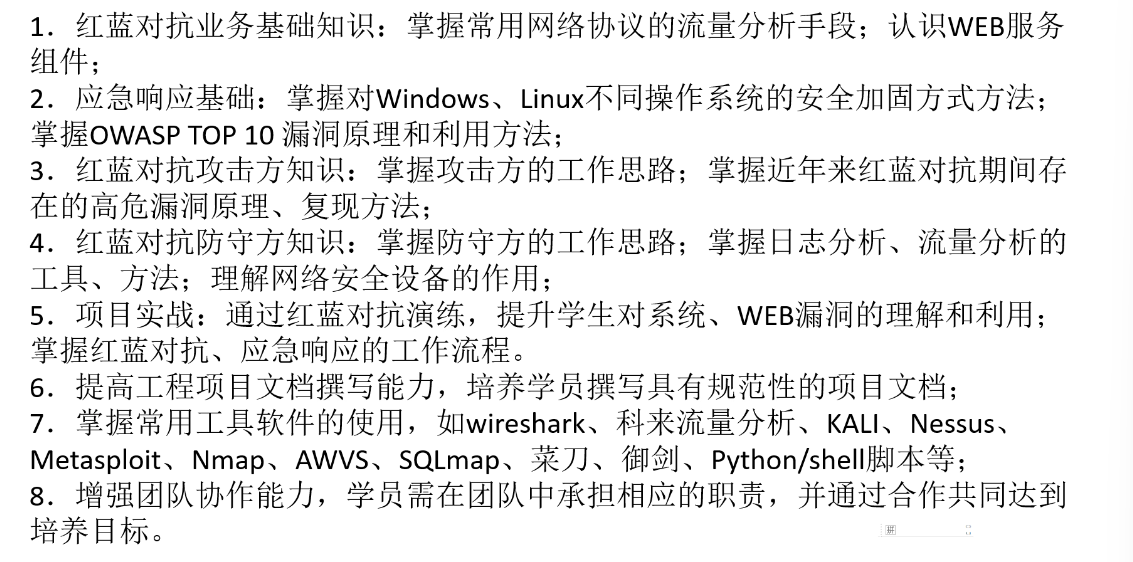 1. 红蓝对抗业务基础知识：掌握常用网络协议的流量分析手段；认识WEB服务
组件；
2. 应急响应基础：掌握对Windows、Linux不同操作系统的安全加固方式方法；
掌握OWASP TOP 10 漏洞原理和利用方法；
3. 红蓝对抗攻击方知识：掌握攻击方的工作思路；掌握近年来红蓝对抗期间存
在的高危漏洞原理、复现方法；
4. 红蓝对抗防守方知识：掌握防守方的工作思路；掌握日志分析、流量分析的
工具、方法；理解网络安全设备的作用；
5. 项目实战：通过红蓝对抗演练，提升学生对系统、WEB漏洞的理解和利用；
掌握红蓝对抗、应急响应的工作流程。
6. 提高工程项目文档撰写能力，培养学员撰写具有规范性的项目文档；
7. 掌握常用工具软件的使用，如wireshark、科来流量分析、KALI、Nessus、
Metasploit、Nmap、AWVS、SQLmap、菜刀、御剑、Python/shell脚本等；
8. 增强团队协作能力，学员需在团队中承担相应的职责，并通过合作共同达到
培养目标。
拼